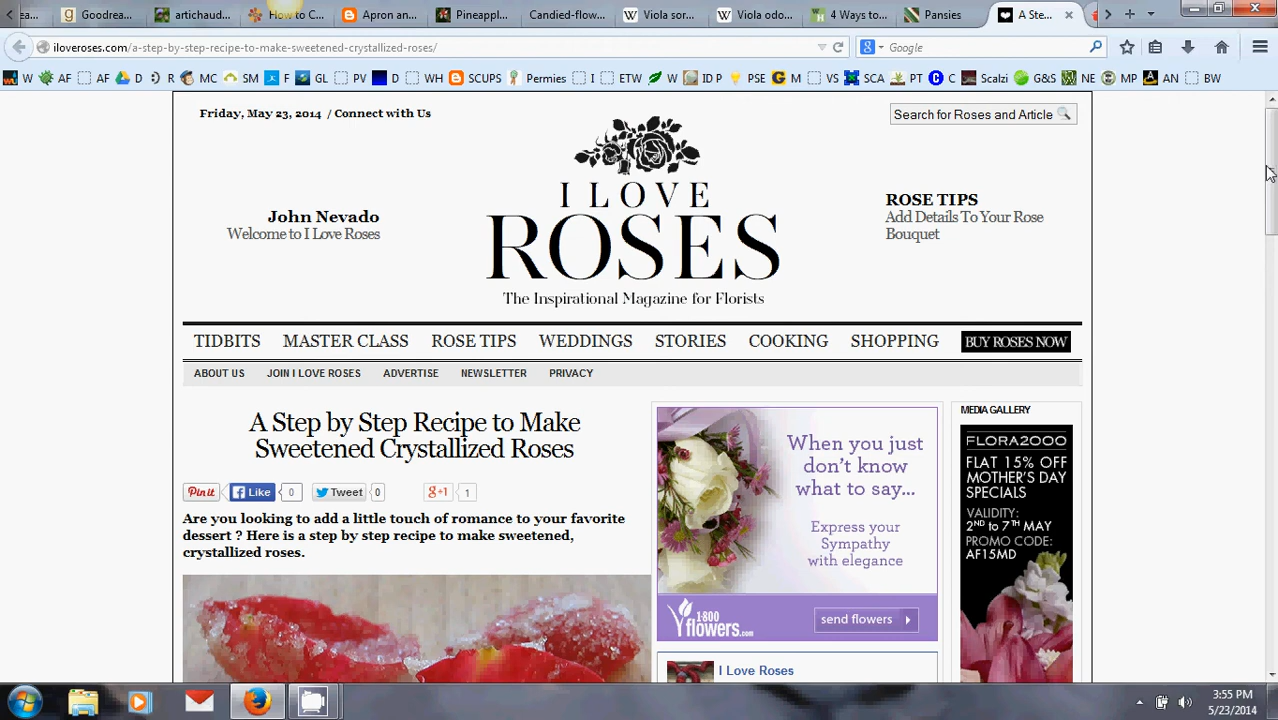 ea...
Goodrea...
artichaud...
How to C...
Apron an...
Pineappl...
Candied-flow...
Viola sor...
Viola odo...
4 Ways to...
Pansies
A Ste...
iloveroses.com/a-step-by-step-recipe-to-make-sweetened-crystallized-roses/
Google
W AF AF D R MC SM F GL PV D WH SCUPS Permies I ETW W ID P PSE M VS SCA PT C Scalzi G&S NE MP AN BW
Friday, May 23, 2014 / Connect with Us
Search for Roses and Article
I LOVE
ROSES
The Inspirational Magazine for Florists
John Nevado
Welcome to I Love Roses
ROSE TIPS
Add Details To Your Rose
Bouquet
TIDBITS MASTER CLASS ROSE TIPS WEDDINGS STORIES COOKING SHOPPING BUY ROSES NOW
ABOUT US JOIN I LOVE ROSES ADVERTISE NEWSLETTER PRIVACY
A Step by Step Recipe to Make
Sweetened Crystallized Roses
Pinit Like 0 Tweet 0 g+1 1
Are you looking to add a little touch of romance to your favorite
dessert ? Here is a step by step recipe to make sweetened,
crystallized roses.
When you just
don't know
what to say...
Express your
Sympathy
with elegance
1·800
flowers.com
send flowers
I Love Roses
MEDIA GALLERY
FLORA2000
FLAT 15% OFF
MOTHER'S DAY
SPECIALS
VALIDITY:
2ND to 7TH MAY
PROMO CODE:
AF15MD
3:55 PM
5/23/2014